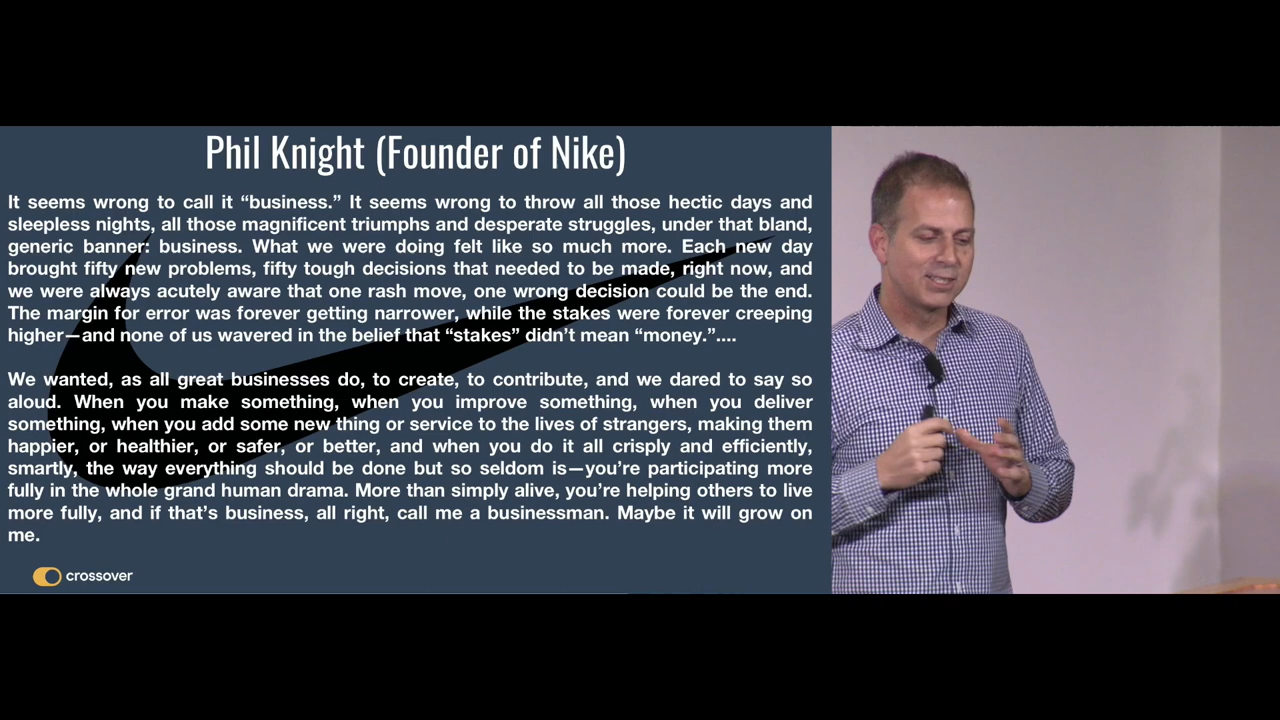 Phil Knight (Founder of Nike)
It seems wrong to call it “business.” It seems wrong to throw all those hectic days and
sleepless nights, all those magnificent triumphs and desperate struggles, under that bland,
generic banner: business. What we were doing felt like so much more. Each new day
brought fifty new problems, fifty tough decisions that needed to be made, right now, and
we were always acutely aware that one rash move, one wrong decision could be the end.
The margin for error was forever getting narrower, while the stakes were forever creeping
higher—and none of us wavered in the belief that “stakes” didn’t mean “money.”....
We wanted, as all great businesses do, to create, to contribute, and we dared to say so
aloud. When you make something, when you improve something, when you deliver
something, when you add some new thing or service to the lives of strangers, making them
happier, or healthier, or safer, or better, and when you do it all crisply and efficiently,
smartly, the way everything should be done but so seldom is—you’re participating more
fully in the whole grand human drama. More than simply alive, you’re helping others to live
more fully, and if that’s business, all right, call me a businessman. Maybe it will grow on
me.
crossover